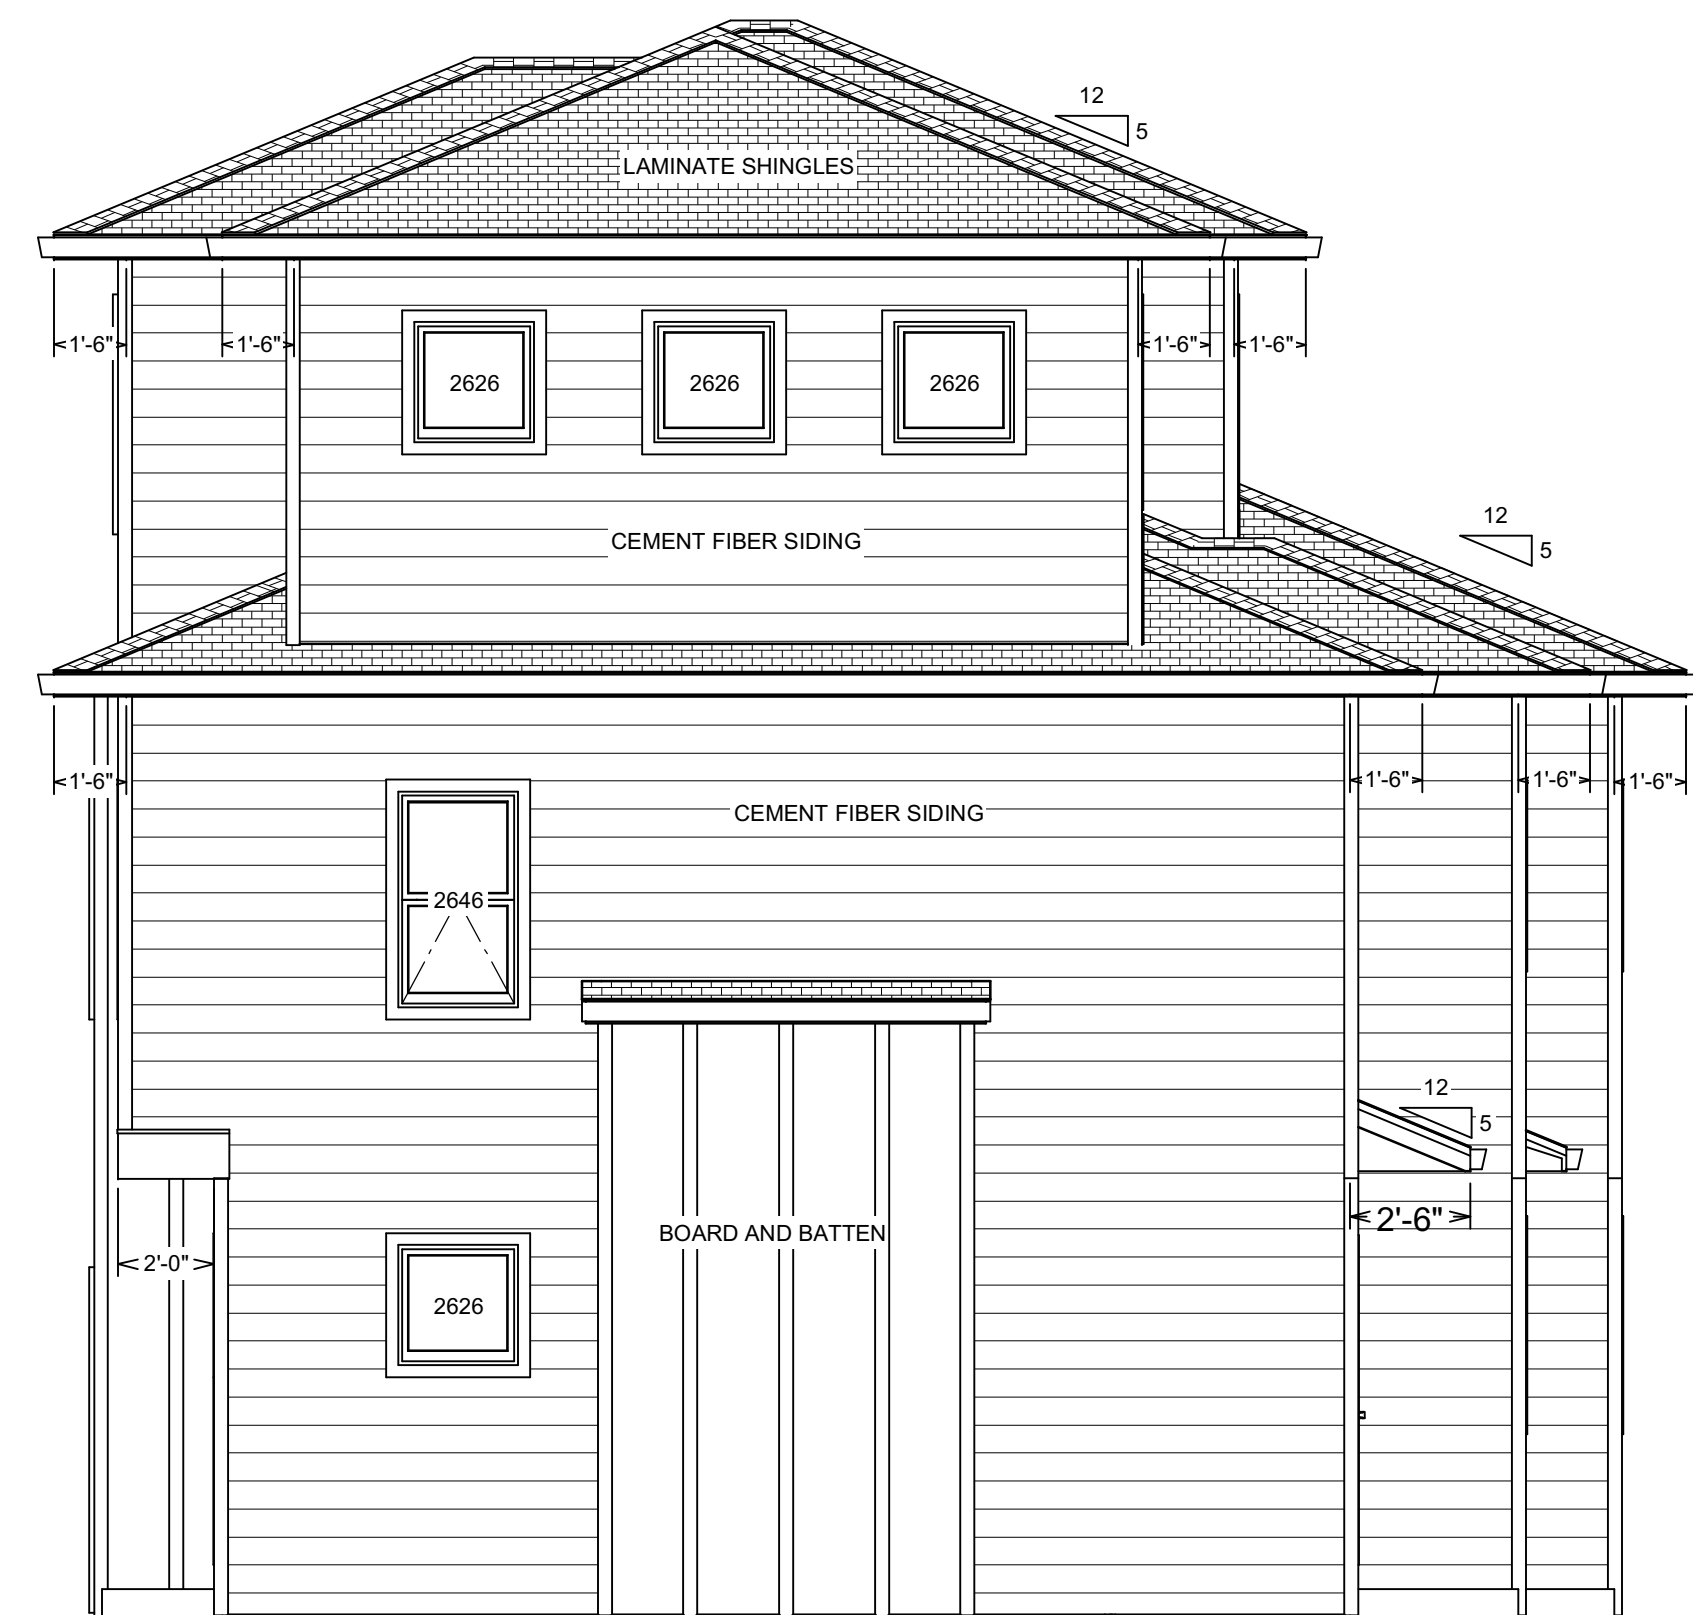 12
5
LAMINATE SHINGLES
1'-6" 1'-6" 1'-6" 1'-6"
2626 2626 2626
12
5
CEMENT FIBER SIDING
1'-6" 1'-6" 1'-6" 1'-6"
CEMENT FIBER SIDING
2646
12
5
2'-6"
BOARD AND BATTEN
2'-0"
2626